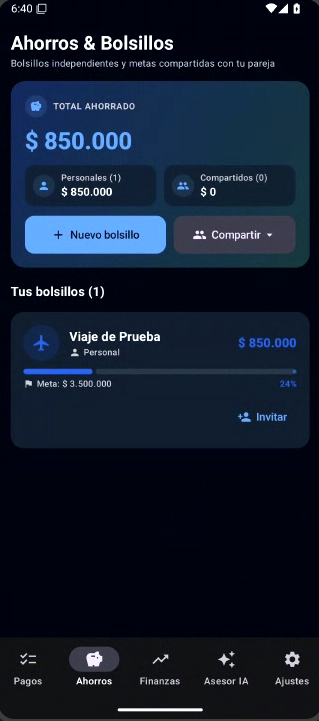 6:40
Ahorros & Bolsillos
Bolsillos independientes y metas compartidas con tu pareja
TOTAL AHORRADO
$ 850.000
Personales (1)
$ 850.000
Compartidos (0)
$ 0
+ Nuevo bolsillo
Compartir
Tus bolsillos (1)
Viaje de Prueba
Personal
$ 850.000
Meta: $ 3.500.000
24%
Invitar
Pagos
Ahorros
Finanzas
Asesor IA
Ajustes